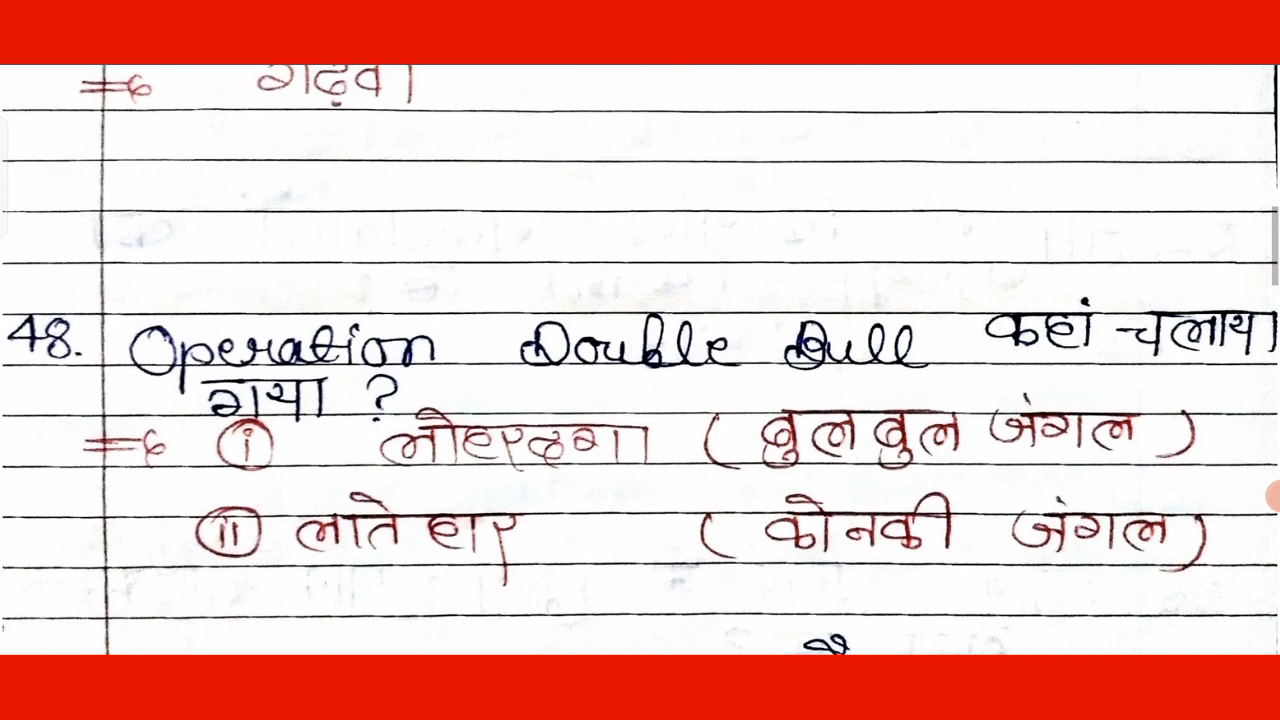 => गढ़वा
48. Operation Double Bull कहां चलाया
गया ?
=> (i) लोहरदगा ( बुलबुल जंगल )
(ii) लातेहार ( कोनकी जंगल )